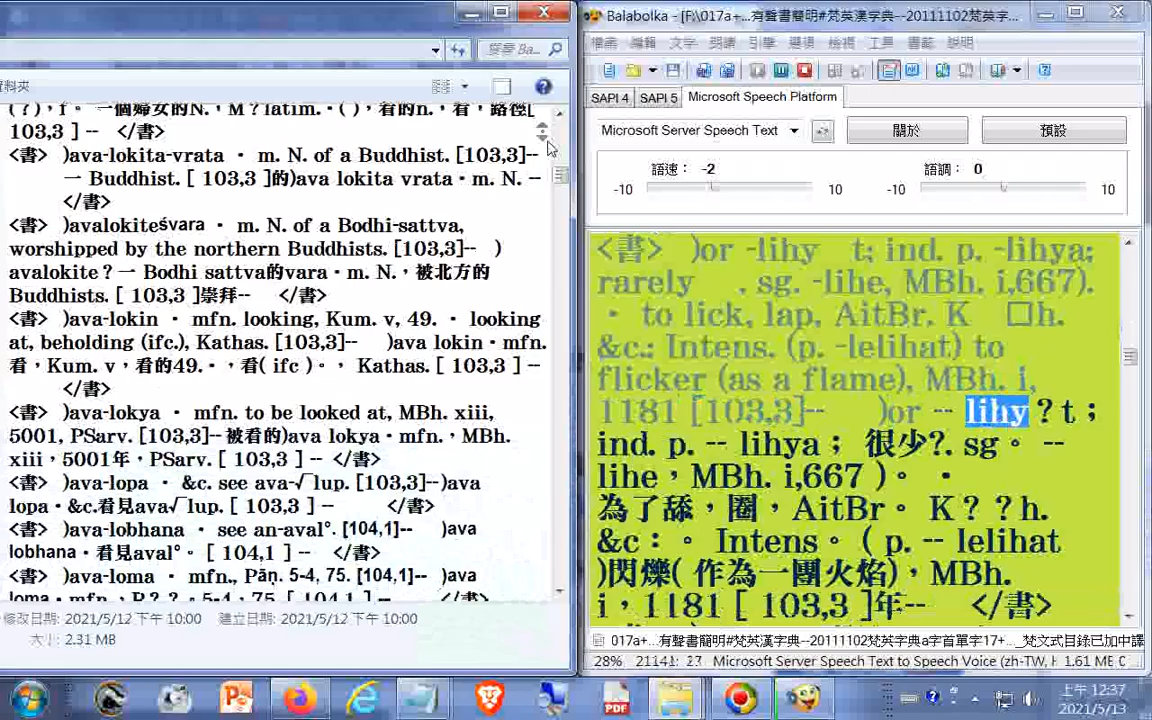 資料夾
(?), f。 一個婦女的N.，M？latim.・( )，看的n.，看，路徑[
103,3 ] -- </書>
<書> )ava-lokita-vrata ・ m. N. of a Buddhist. [103,3]--
一 Buddhist. [ 103,3 ]的)ava lokita vrata・m. N. --
</書>
<書> )avalokiteśvara ・ m. N. of a Bodhi-sattva,
worshipped by the northern Buddhists. [103,3]-- )
avalokite？一 Bodhi sattva的vara・m. N.，被北方的
Buddhists. [ 103,3 ]崇拜-- </書>
<書> )ava-lokin ・ mfn. looking, Kum. v, 49. ・ looking
at, beholding (ifc.), Kathas. [103,3]-- )ava lokin・mfn.
看，Kum. v，看的49.・，看( ifc )。， Kathas. [ 103,3 ] --
</書>
<書> )ava-lokya ・ mfn. to be looked at, MBh. xiii,
5001, PSarv. [103,3]--被看的)ava lokya・mfn.，MBh.
xiii，5001年，PSarv. [ 103,3 ] -- </書>
<書> )ava-lopa ・ &c. see ava-√lup. [103,3]--)ava
lopa・&c.看見ava√ lup. [ 103,3 ] -- </書>
<書> )ava-lobhana ・ see an-aval°. [104,1]-- )ava
lobhana・看見aval°。 [ 104,1 ] -- </書>
<書> )ava-loma ・ mfn., Pāṇ. 5-4, 75. [104,1]-- )ava
loma・mfn.，P？？。5-4，75. [ 104,1 ] -- </書>
修改日期: 2021/5/12 下午 10:00 建立日期: 2021/5/12 下午 10:00
大小: 2.31 MB
Balabolka - [F:\\017a+...有聲書簡明#梵英漢字典--20111102梵英字...
檔案 編輯 文字 朗讀 引擎 選項 檢視 工具 書籤 說明
SAPI 4 SAPI 5 Microsoft Speech Platform
Microsoft Server Speech Text 關於 預設
語速： -2 語調： 0
-10 10 -10 10
<書> )or -lihy t; ind. p. -lihya;
rarely , sg. -lihe, MBh. i,667).
・ to lick, lap, AitBr. K □h.
&c.: Intens. (p. -lelihat) to
flicker (as a flame), MBh. i,
1181 [103,3]-- )or -- lihy？t；
ind. p. -- lihya； 很少?. sg。 --
lihe，MBh. i,667 )。 ・
為了舔，圈，AitBr。 K？？h.
&c：。 Intens。( p. -- lelihat
)閃爍( 作為一團火焰)，MBh.
i，1181 [ 103,3 ]年-- </書>
017a+...有聲書簡明#梵英漢字典--20111102梵英字典a字首單字17+..._梵文式目錄已加中譯
28% 21141: 27 Microsoft Server Speech Text to Speech Voice (zh-TW, 1.61 MB
上午 12:37
2021/5/13